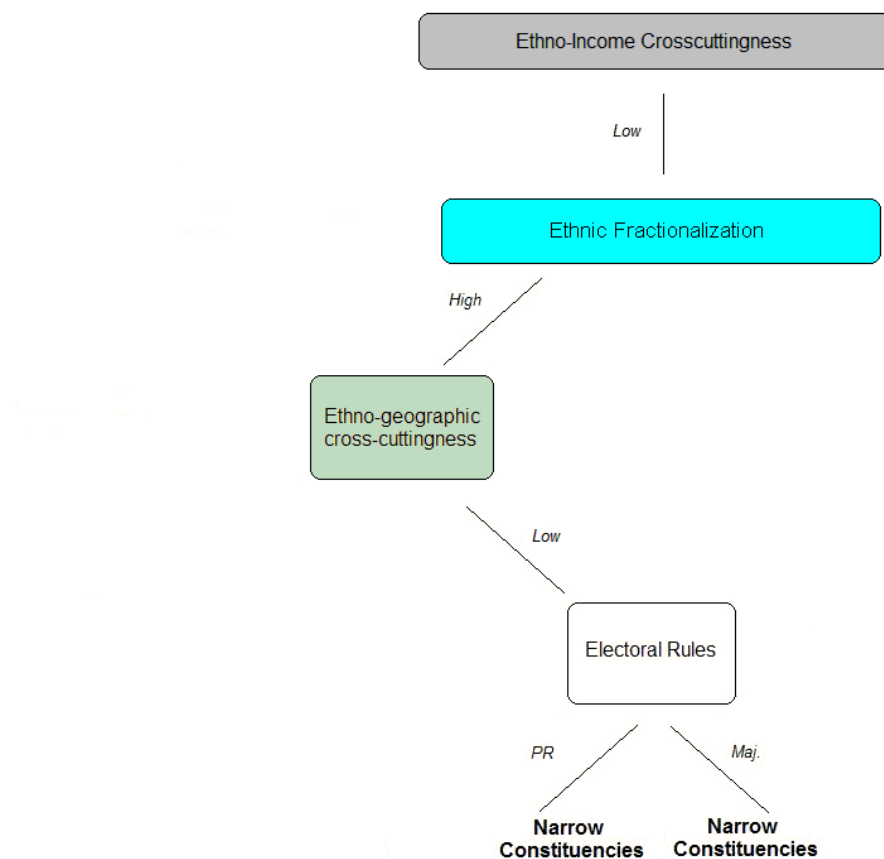 Ethno-Income Crosscuttingness
Low
Ethnic Fractionalization
High
Ethno-geographic
cross-cuttingness
Low
Electoral Rules
PR
Maj.
Narrow
Constituencies
Narrow
Constituencies